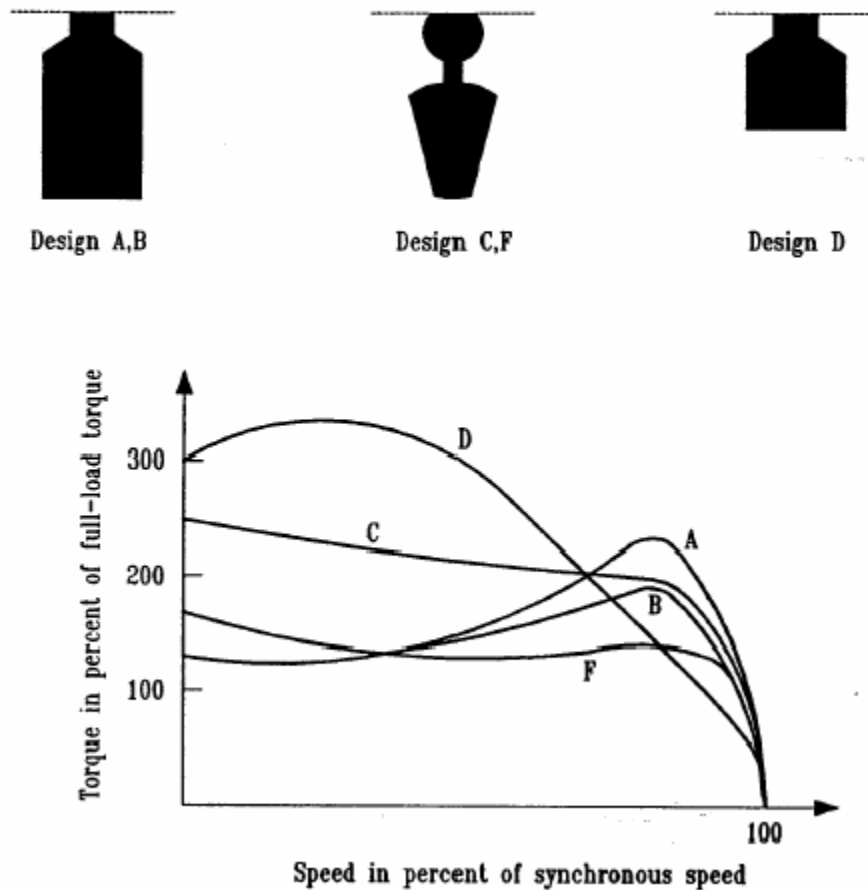 Design A,B
Design C,F
Design D
Torque in percent of full-load torque
300
200
100
D
C
A
B
F
100
Speed in percent of synchronous speed